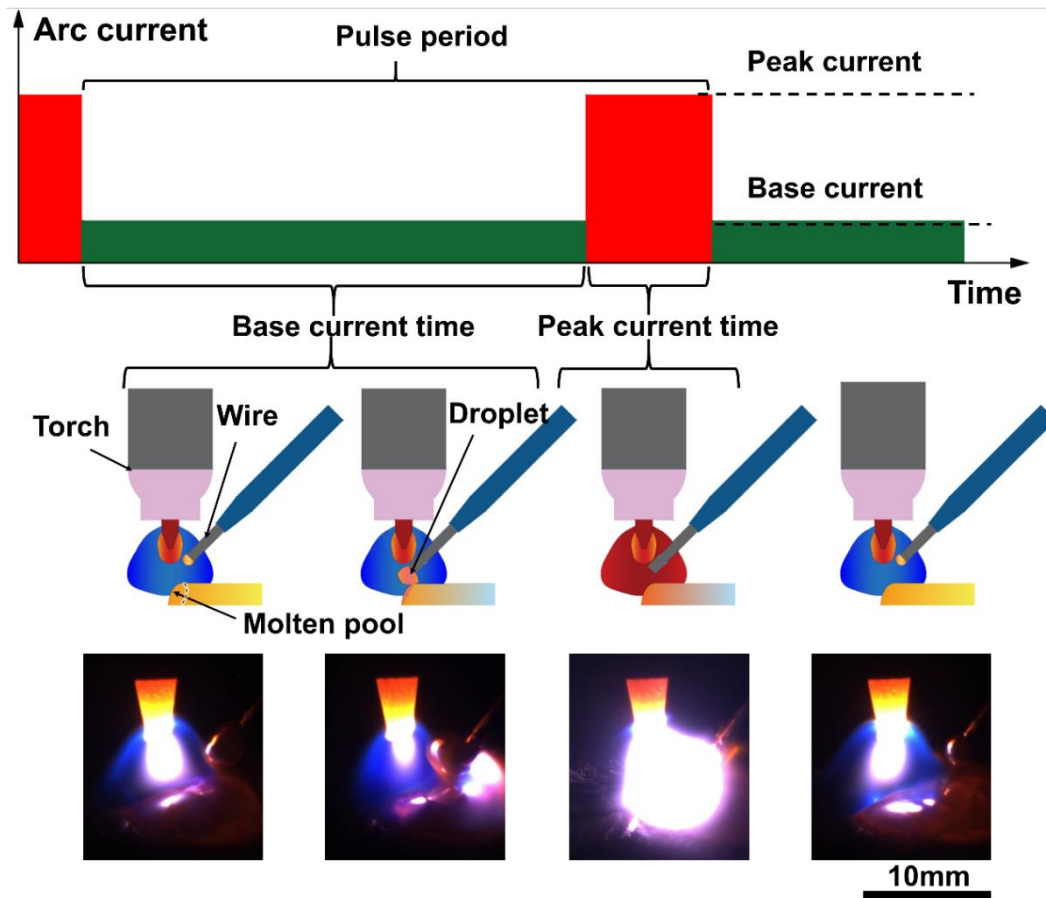 Arc current
Pulse period
Peak current
Base current
Time
Base current time
Peak current time
Torch
Wire
Droplet
Molten pool
10mm